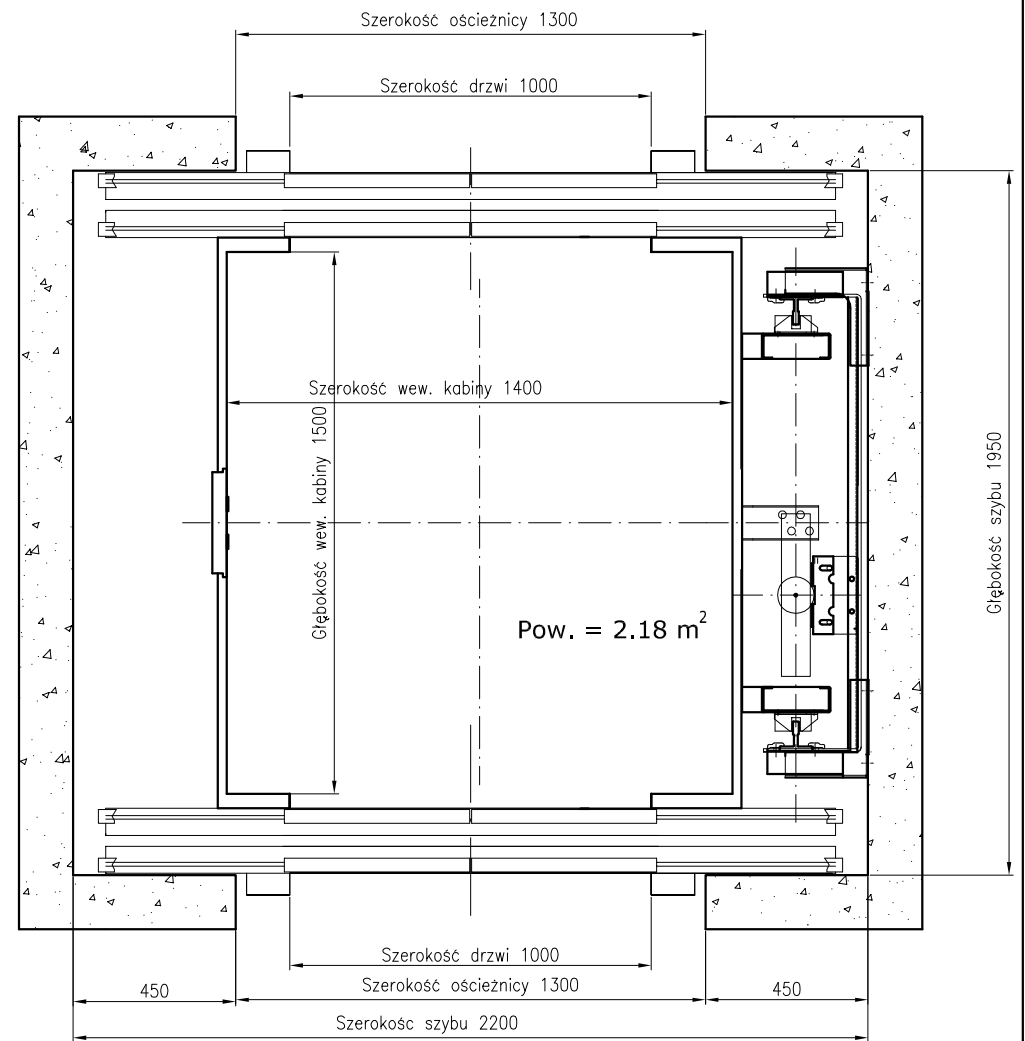 Szerokość ościeżnicy 1300
Szerokość drzwi 1000
Szerokość wew. kabiny 1400
Głębokość wew. kabiny 1500
Głębokość szybu 1950
Pow. = 2.18 m²
Szerokość drzwi 1000
450
Szerokość ościeżnicy 1300
450
Szerokośc szybu 2200